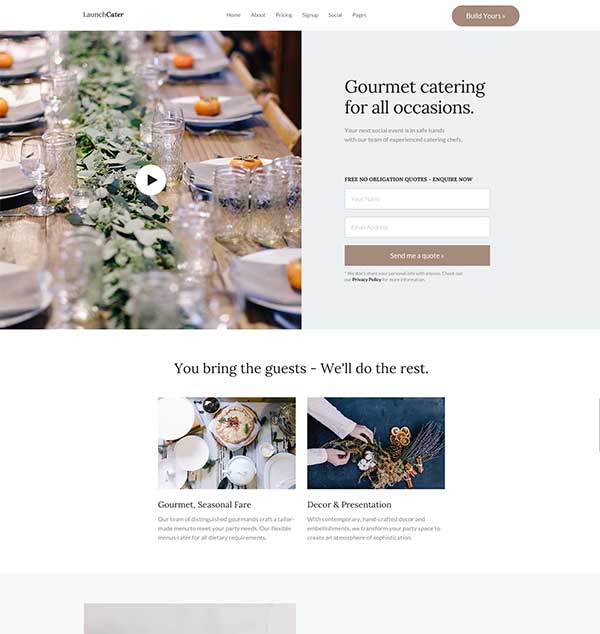 LaunchCater
Home About Pricing Signup Social Pages
Build Yours »
Gourmet catering
for all occasions.
Your next social event is in safe hands
with our team of experienced catering chefs.
FREE NO OBLIGATION QUOTES - ENQUIRE NOW
Your Name
Email Address
Send me a quote »
* We don't share your personal info with anyone. Check out
our Privacy Policy for more information.
You bring the guests - We'll do the rest.
Gourmet, Seasonal Fare
Our team of distinguished gourmands craft a tailor-
made menu to meet your party needs. Our flexible
menus cater for all dietary requirements.
Decor & Presentation
With contemporary, hand-crafted decor and
embellishments, we transform your party space to
create an atmosphere of sophistication.